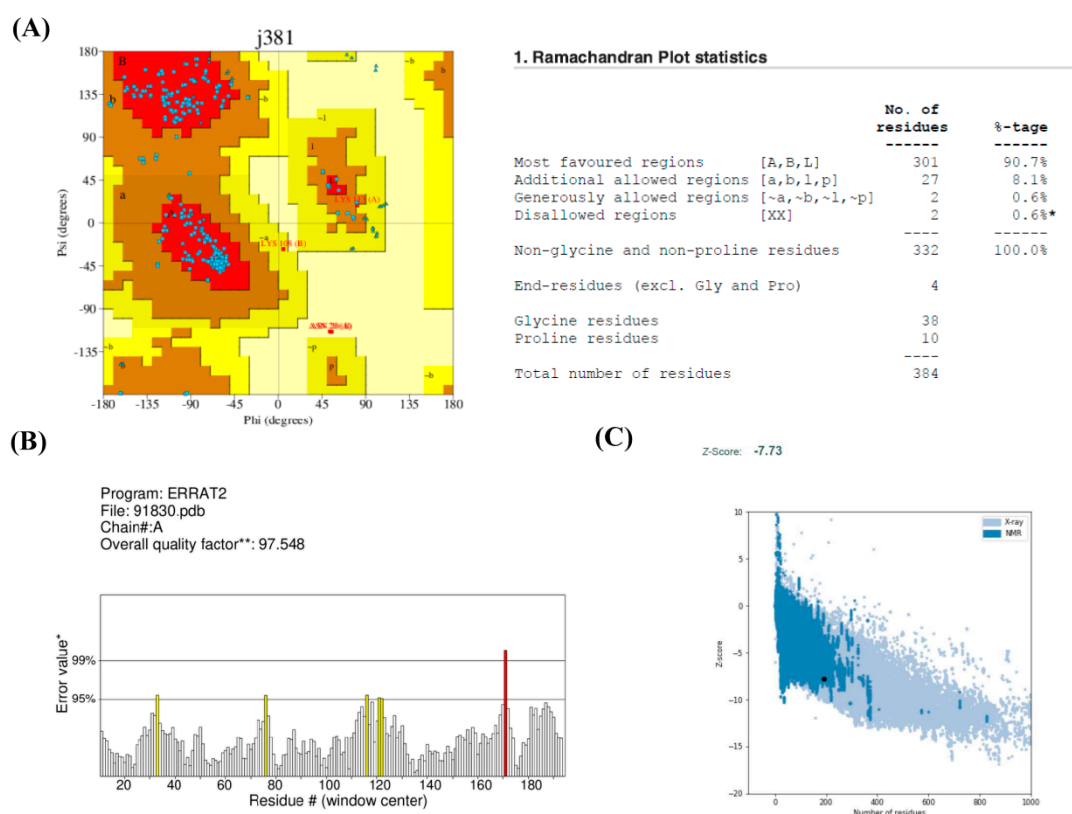 (A)
j381
180
135
90
45
0
-45
-90
-135
-180 -135 -90 -45 0 45 90 135 180
Psi (degrees)
Phi (degrees)
B
b
a
l
~l
~b
~b
b
~a
~b
~b
~p
p
LYS 108 (B)
1. Ramachandran Plot statistics
No. of
residues %-tage
------ ------
Most favoured regions [A,B,L] 301 90.7%
Additional allowed regions [a,b,l,p] 27 8.1%
Generously allowed regions [~a,~b,~l,~p] 2 0.6%
Disallowed regions [XX] 2 0.6%*
---- ------
Non-glycine and non-proline residues 332 100.0%
End-residues (excl. Gly and Pro) 4
Glycine residues 38
Proline residues 10
----
Total number of residues 384
(B)
Program: ERRAT2
File: 91830.pdb
Chain#:A
Overall quality factor**: 97.548
Error value*
99%
95%
20 40 60 80 100 120 140 160
Residue # (window center)
(C)
Z-Score: -7.73
X-ray
NMR
Z-score
10
5
0
-5
-10
-15
-20
0 200 400 600 800 1000
Number of residues